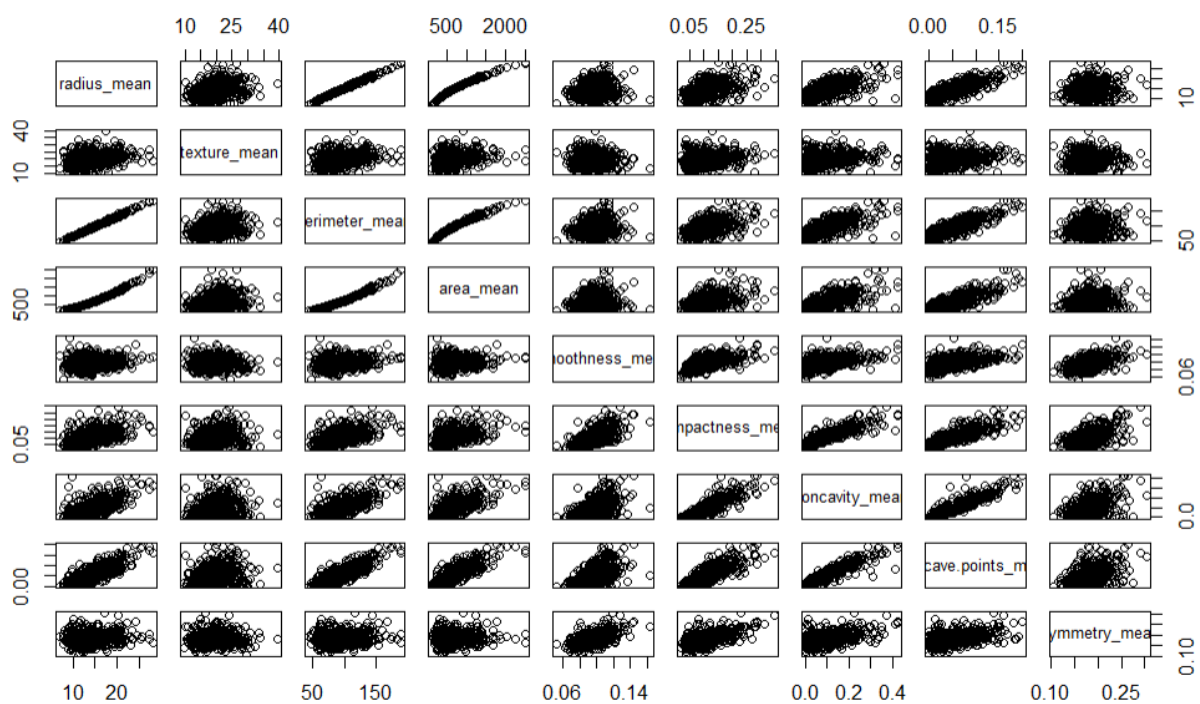 10 25 40 500 2000 0.05 0.25 0.00 0.15
radius_mean 10
40 10 texture_mean
erimeter_mea 50
500 area_mean
noothness_me 0.06
0.05 mpactness_me
oncavity_mea 0.0
0.00 cave.points_m
ymmetry_mea 0.10
10 20 50 150 0.06 0.14 0.0 0.2 0.4 0.10 0.25